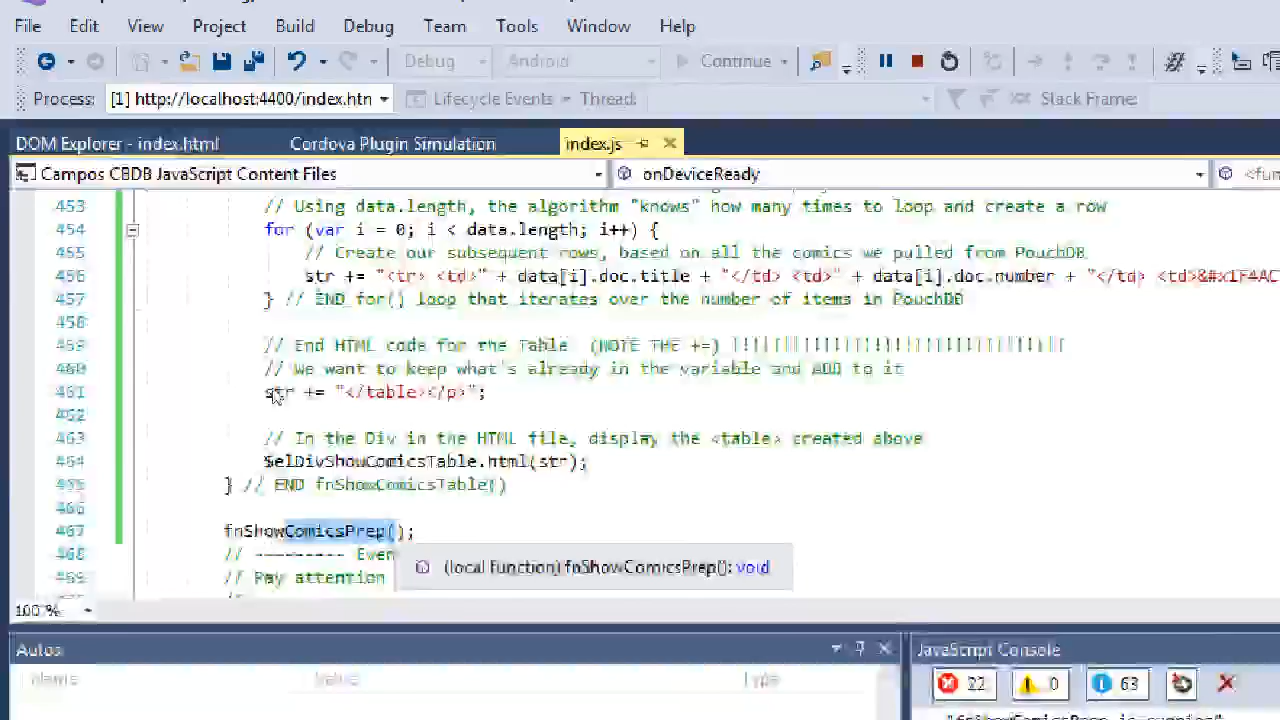 File Edit View Project Build Debug Team Tools Window Help
Debug Android Continue
Process: [1] http://localhost:4400/index.htn Lifecycle Events Thread: Stack Frame:
DOM Explorer - index.html Cordova Plugin Simulation index.js
Campos CBDB JavaScript Content Files onDeviceReady
453 // Using data.length, the algorithm "knows" how many times to loop and create a row
454 for (var i = 0; i < data.length; i++) {
455 // Create our subsequent rows, based on all the comics we pulled from PouchDB
456 str += "<tr> <td>" + data[i].doc.title + "</td> <td>" + data[i].doc.number + "</td> <td>&#x1F4AC
457 } // END for() loop that iterates over the number of items in PouchDB
458
459 // End HTML code for the Table (NOTE THE +=)
460 // We want to keep what's already in the variable and ADD to it
461 str += "</table></p>";
462
463 // In the Div in the HTML file, display the <table> created above
464 $elDivShowComicsTable.html(str);
465 } // END fnShowComicsTable()
466
467 fnShowComicsPrep();
468 // -------- Even
469 // Pay attention
(local function) fnShowComicsPrep(): void
100 %
Autos JavaScript Console
Name Value Type
22 0 63